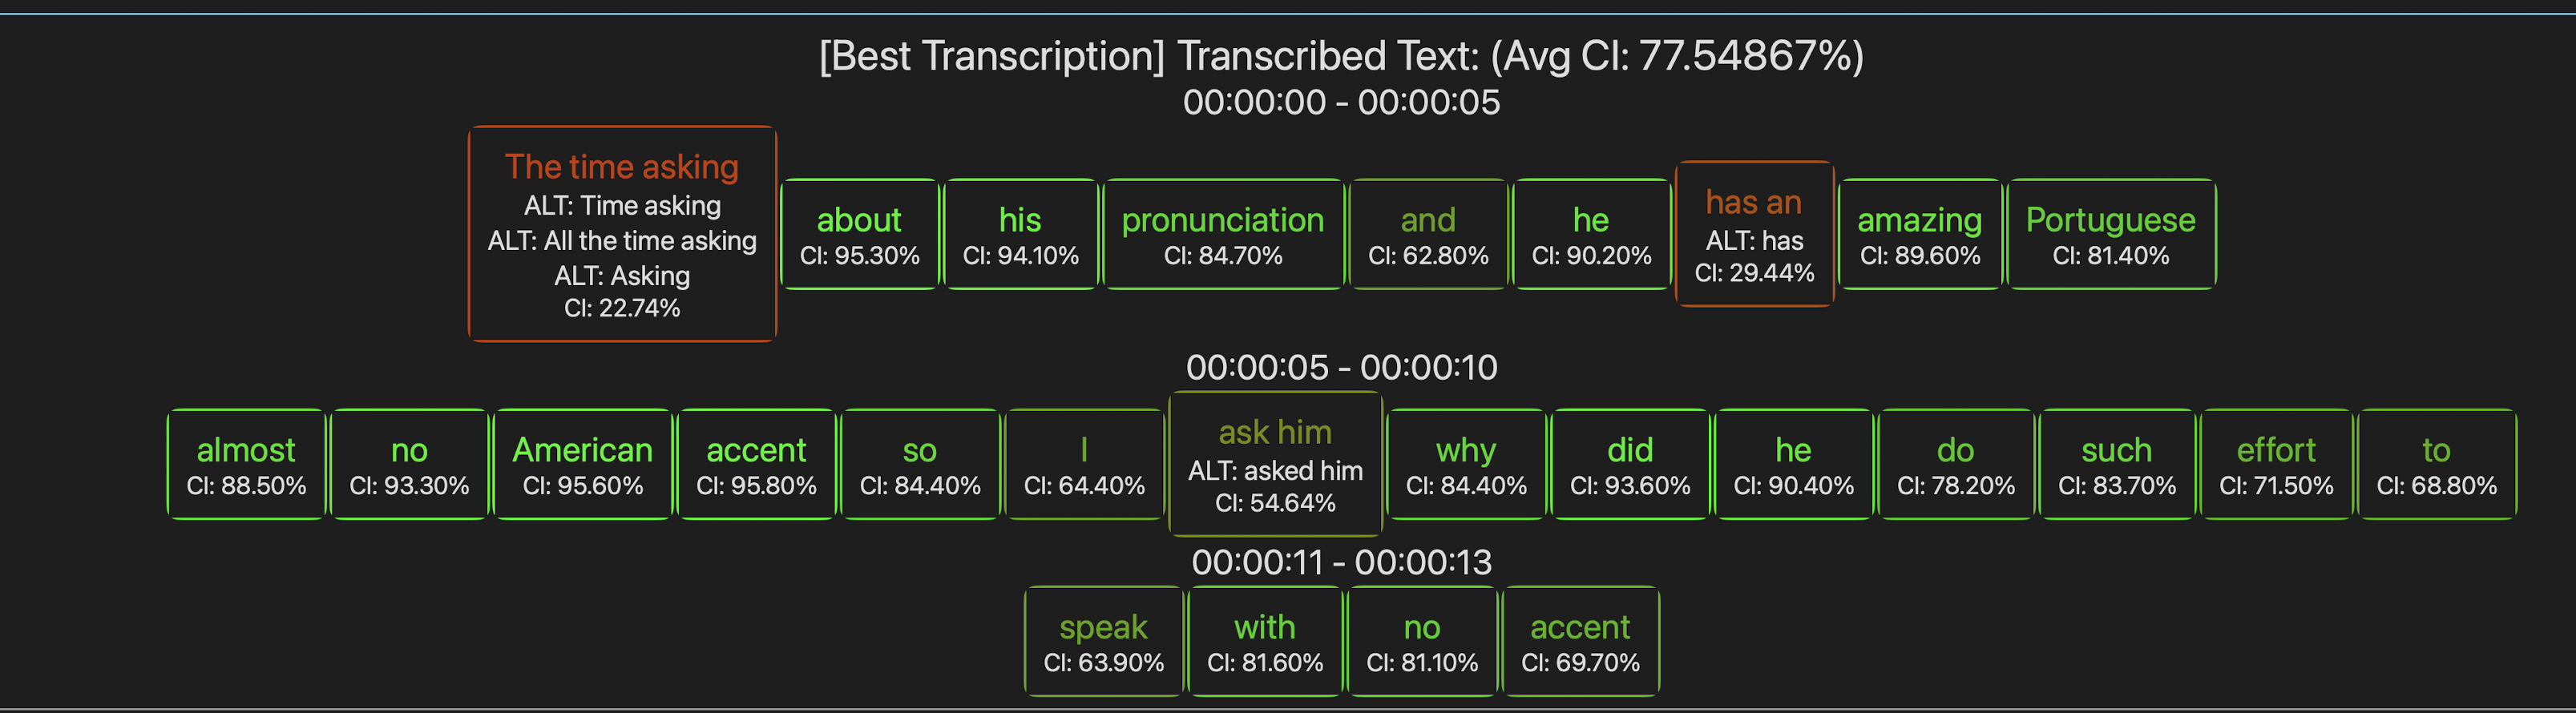 [Best Transcription] Transcribed Text: (Avg CI: 77.54867%)
00:00:00 - 00:00:05
The time asking
ALT: Time asking
ALT: All the time asking
ALT: Asking
CI: 22.74%
about
CI: 95.30%
his
CI: 94.10%
pronunciation
CI: 84.70%
and
CI: 62.80%
he
CI: 90.20%
has an
ALT: has
CI: 29.44%
amazing
CI: 89.60%
Portuguese
CI: 81.40%
00:00:05 - 00:00:10
almost
CI: 88.50%
no
CI: 93.30%
American
CI: 95.60%
accent
CI: 95.80%
so
CI: 84.40%
I
CI: 64.40%
ask him
ALT: asked him
CI: 54.64%
why
CI: 84.40%
did
CI: 93.60%
he
CI: 90.40%
do
CI: 78.20%
such
CI: 83.70%
effort
CI: 71.50%
to
CI: 68.80%
00:00:11 - 00:00:13
speak
CI: 63.90%
with
CI: 81.60%
no
CI: 81.10%
accent
CI: 69.70%